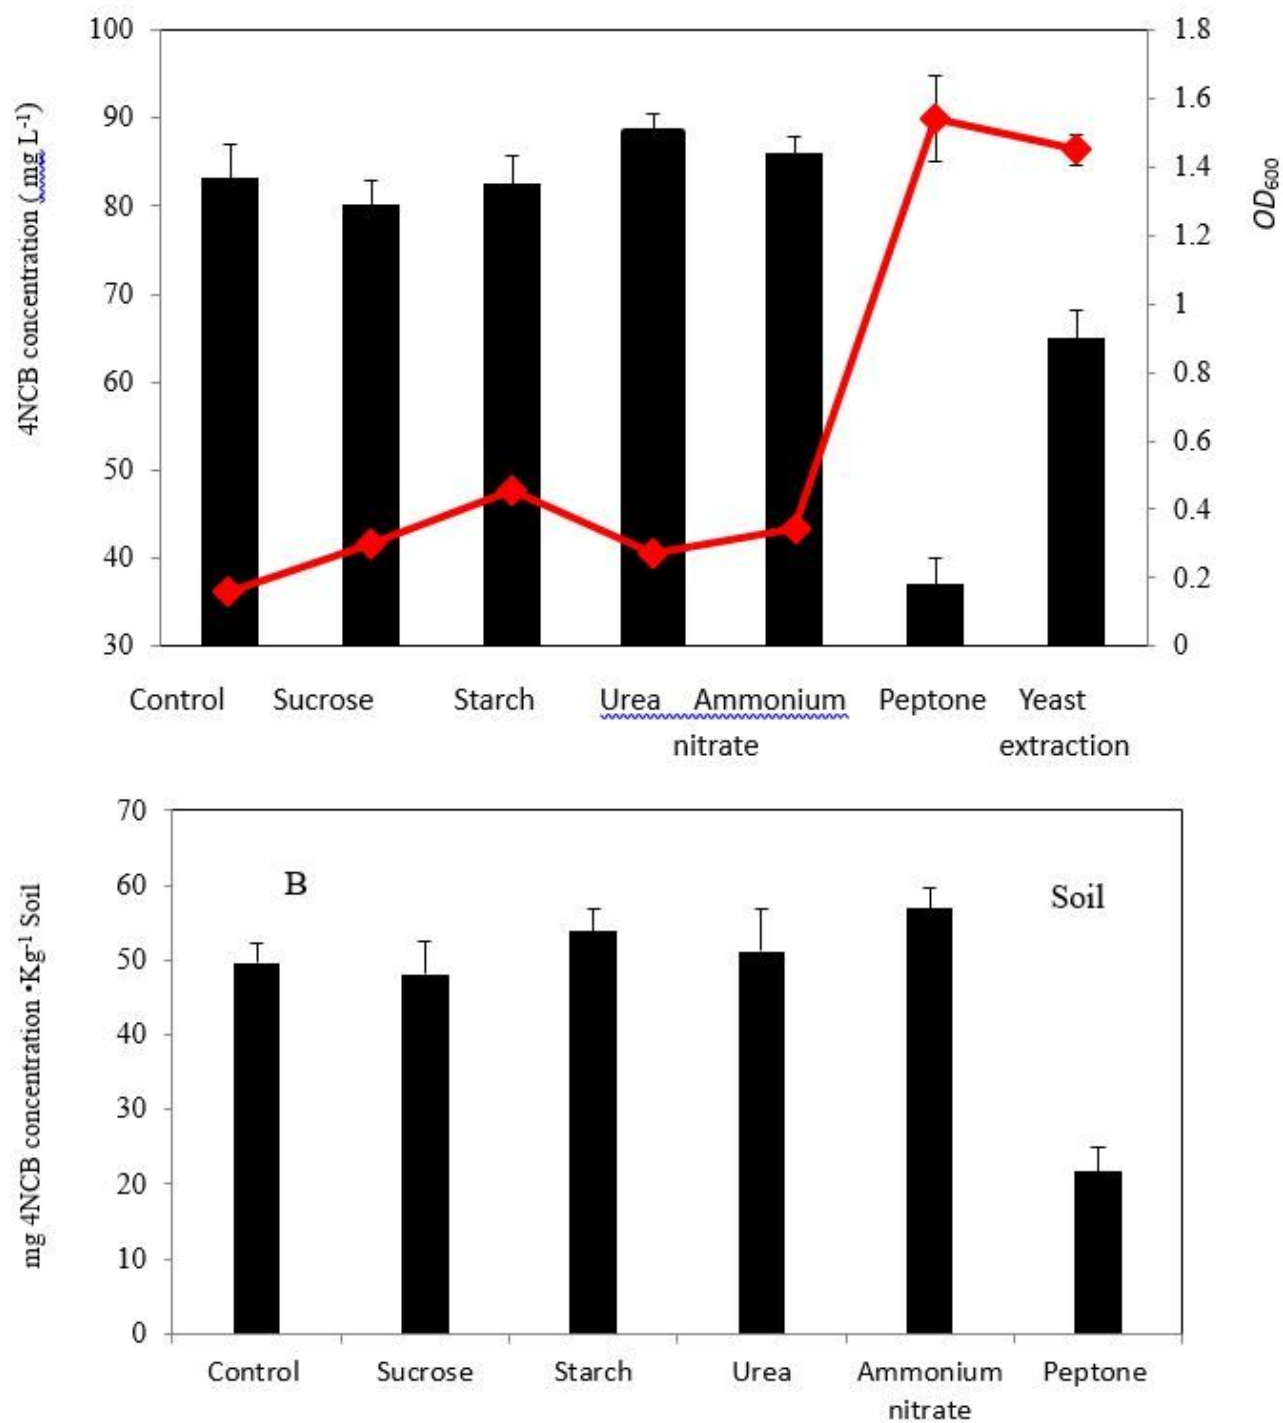 100
90
80
70
60
50
40
30
4NCB concentration ( mg L-1)
1.8
1.6
1.4
1.2
1
0.8
0.6
0.4
0.2
0
OD600
Control Sucrose Starch Urea Ammonium Peptone Yeast
nitrate extraction
70
60
50
40
30
20
10
0
mg 4NCB concentration •Kg-1 Soil
B
Soil
Control Sucrose Starch Urea Ammonium Peptone
nitrate